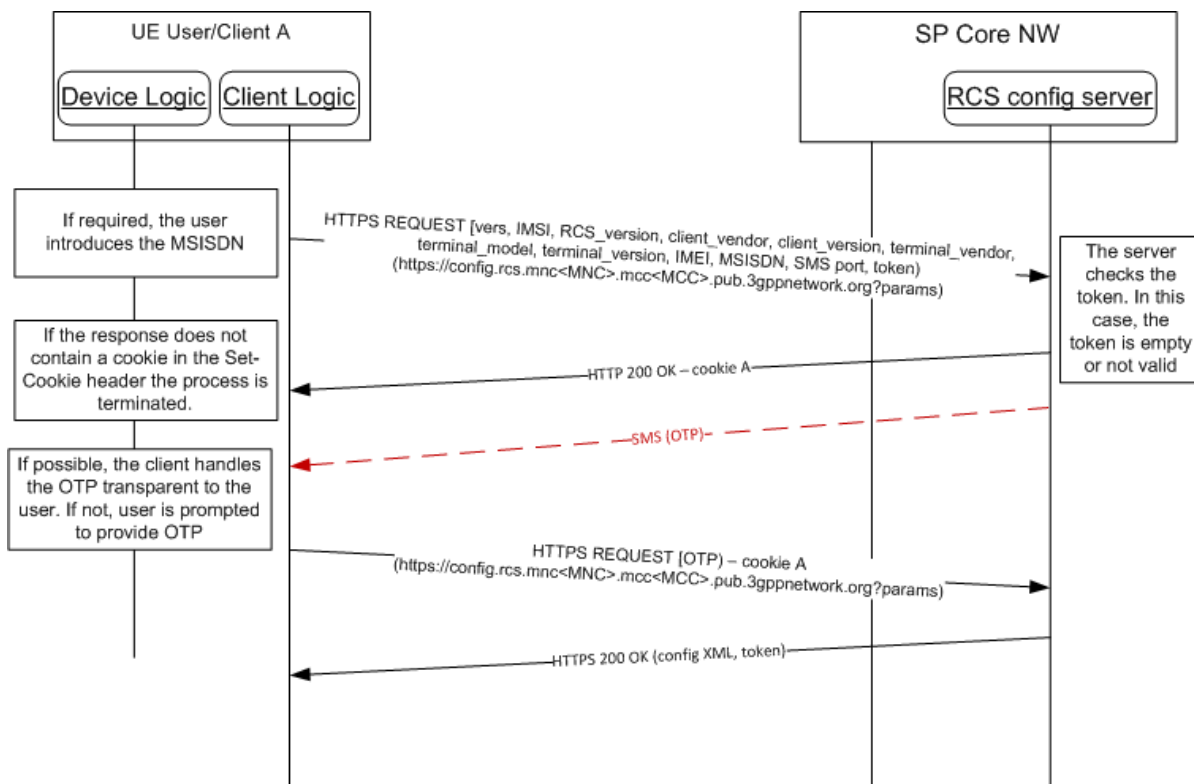 UE User/Client A
SP Core NW
Device Logic
Client Logic
RCS config server
If required, the user
introduces the MSISDN
HTTPS REQUEST [vers, IMSI, RCS_version, client_vendor, client_version, terminal_vendor,
terminal_model, terminal_version, IMEI, MSISDN, SMS port, token)
(https://config.rcs.mnc<MNC>.mcc<MCC>.pub.3gppnetwork.org?params)
The server
checks the
token. In this
case, the
token is empty
or not valid
If the response does not
contain a cookie in the Set-
Cookie header the process is
terminated.
HTTP 200 OK – cookie A
SMS (OTP)
If possible, the client handles
the OTP transparent to the
user. If not, user is prompted
to provide OTP
HTTPS REQUEST [OTP) – cookie A
(https://config.rcs.mnc<MNC>.mcc<MCC>.pub.3gppnetwork.org?params)
HTTPS 200 OK (config XML, token)